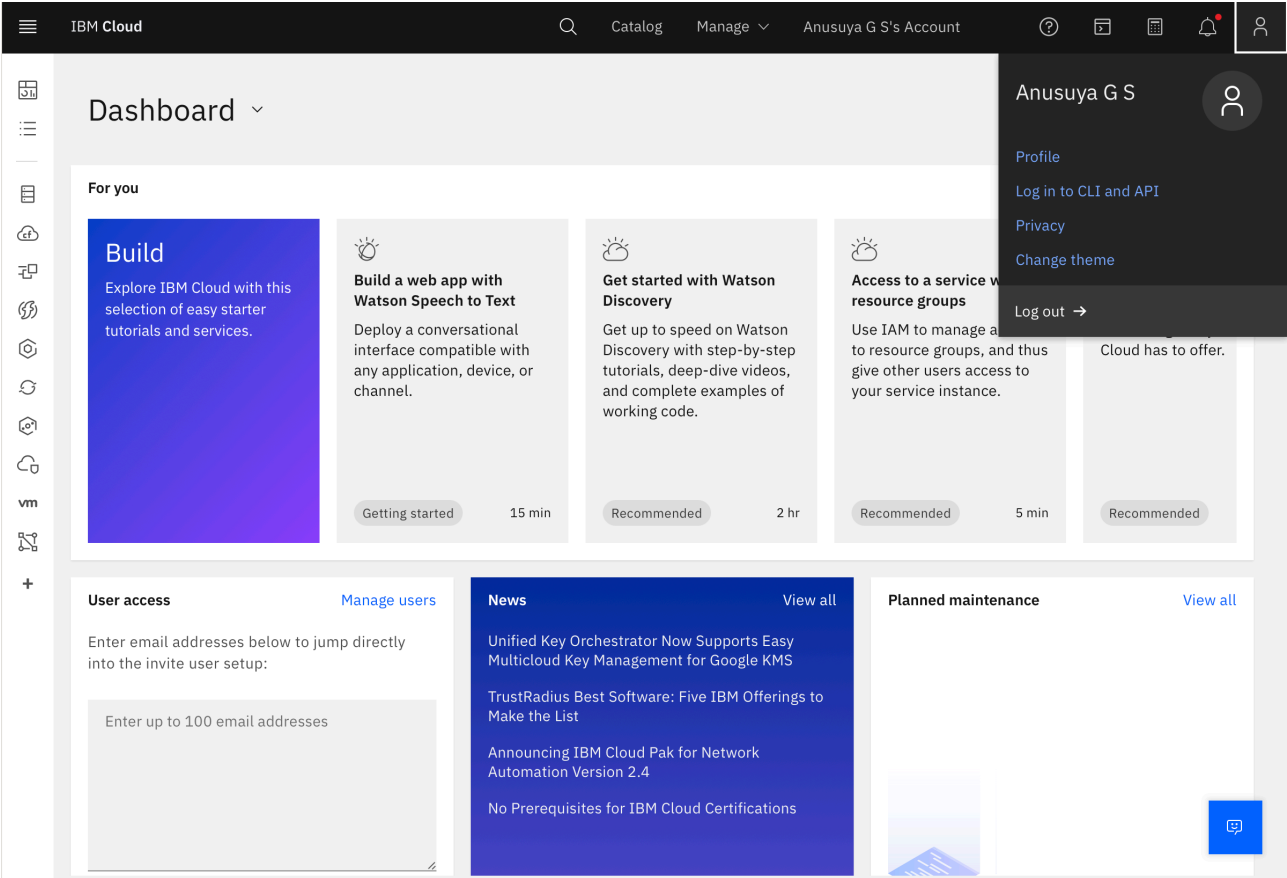 IBM Cloud
Catalog
Manage
Anusuya G S's Account
Anusuya G S
Profile
Log in to CLI and API
Privacy
Change theme
Log out
Dashboard
For you
Build
Explore IBM Cloud with this
selection of easy starter
tutorials and services.
Build a web app with
Watson Speech to Text
Deploy a conversational
interface compatible with
any application, device, or
channel.
Getting started
15 min
Get started with Watson
Discovery
Get up to speed on Watson
Discovery with step-by-step
tutorials, deep-dive videos,
and complete examples of
working code.
Recommended
2 hr
Access to a service
resource groups
Use IAM to manage
to resource groups, and thus
give other users access to
your service instance.
Recommended
5 min
Cloud has to offer.
Recommended
cf
vm
User access
Manage users
Enter email addresses below to jump directly
into the invite user setup:
Enter up to 100 email addresses
News
View all
Unified Key Orchestrator Now Supports Easy
Multicloud Key Management for Google KMS
TrustRadius Best Software: Five IBM Offerings to
Make the List
Announcing IBM Cloud Pak for Network
Automation Version 2.4
No Prerequisites for IBM Cloud Certifications
Planned maintenance
View all